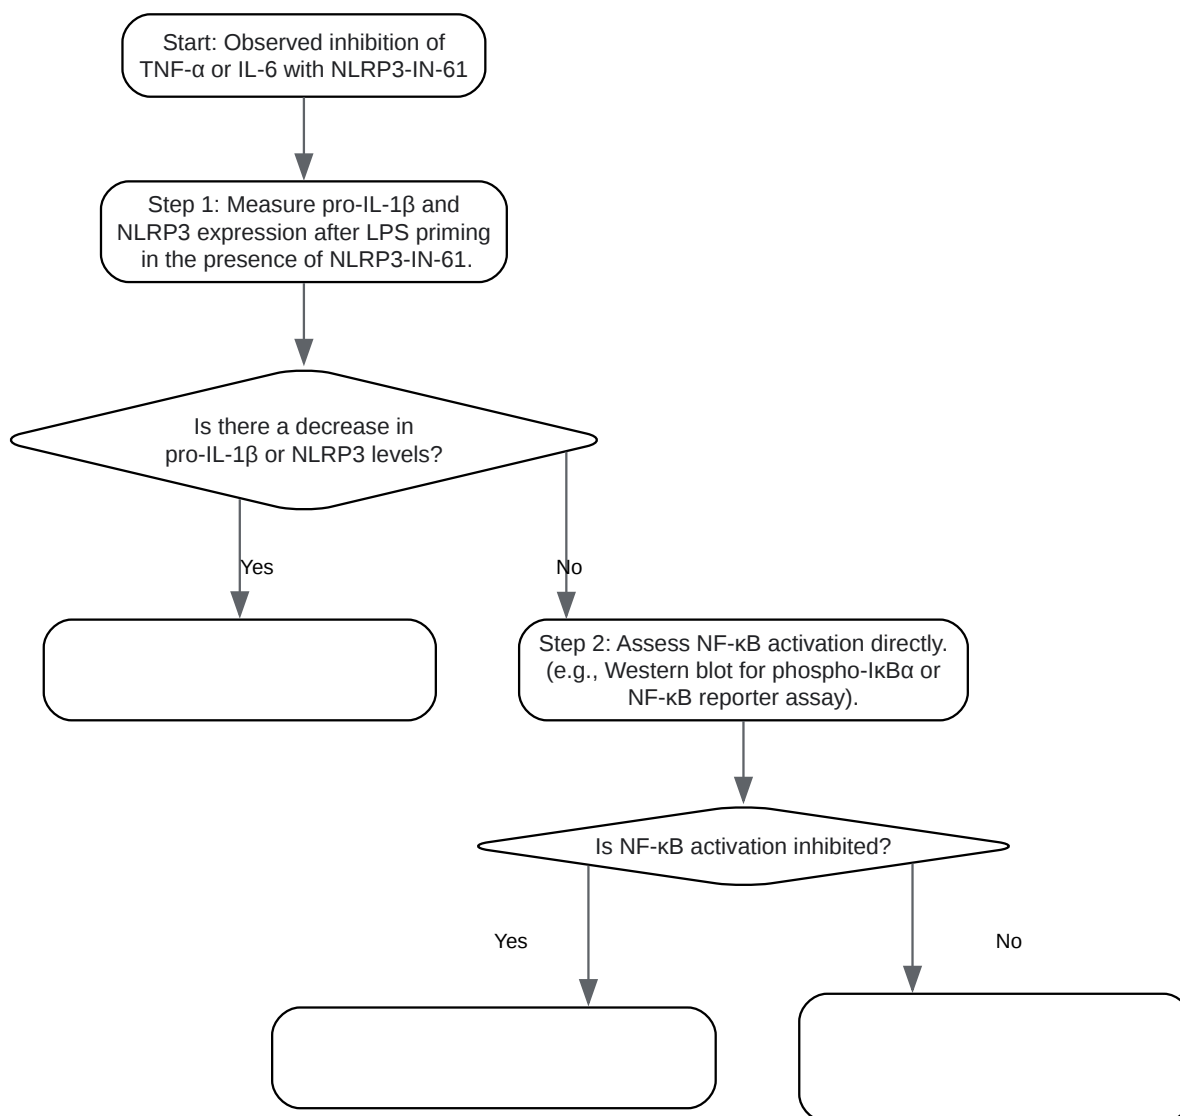 Start: Observed inhibition of
TNF-α or IL-6 with NLRP3-IN-61
Step 1: Measure pro-IL-1β and
NLRP3 expression after LPS priming
in the presence of NLRP3-IN-61.
Is there a decrease in
pro-IL-1β or NLRP3 levels?
Yes
No
Step 2: Assess NF-κB activation directly.
(e.g., Western blot for phospho-IκBα or
NF-κB reporter assay).
Is NF-κB activation inhibited?
Yes
No